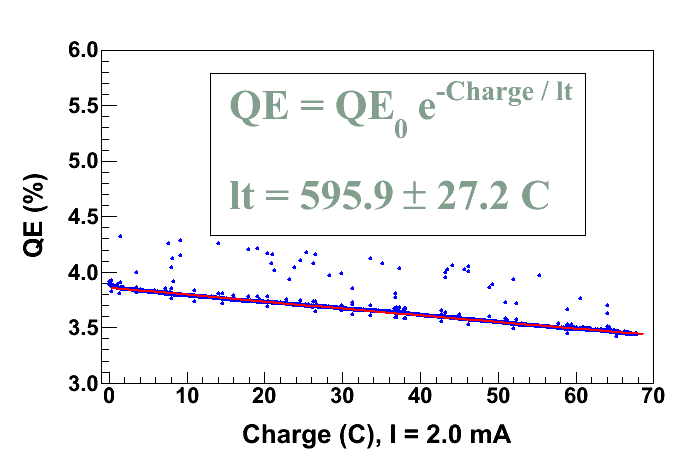 6.0
5.5
5.0
4.5
4.0
3.5
3.0
QE (%)
QE = QE₀ e^-Charge / lt
lt = 595.9 ± 27.2 C
0 10 20 30 40 50 60 70
Charge (C), I = 2.0 mA